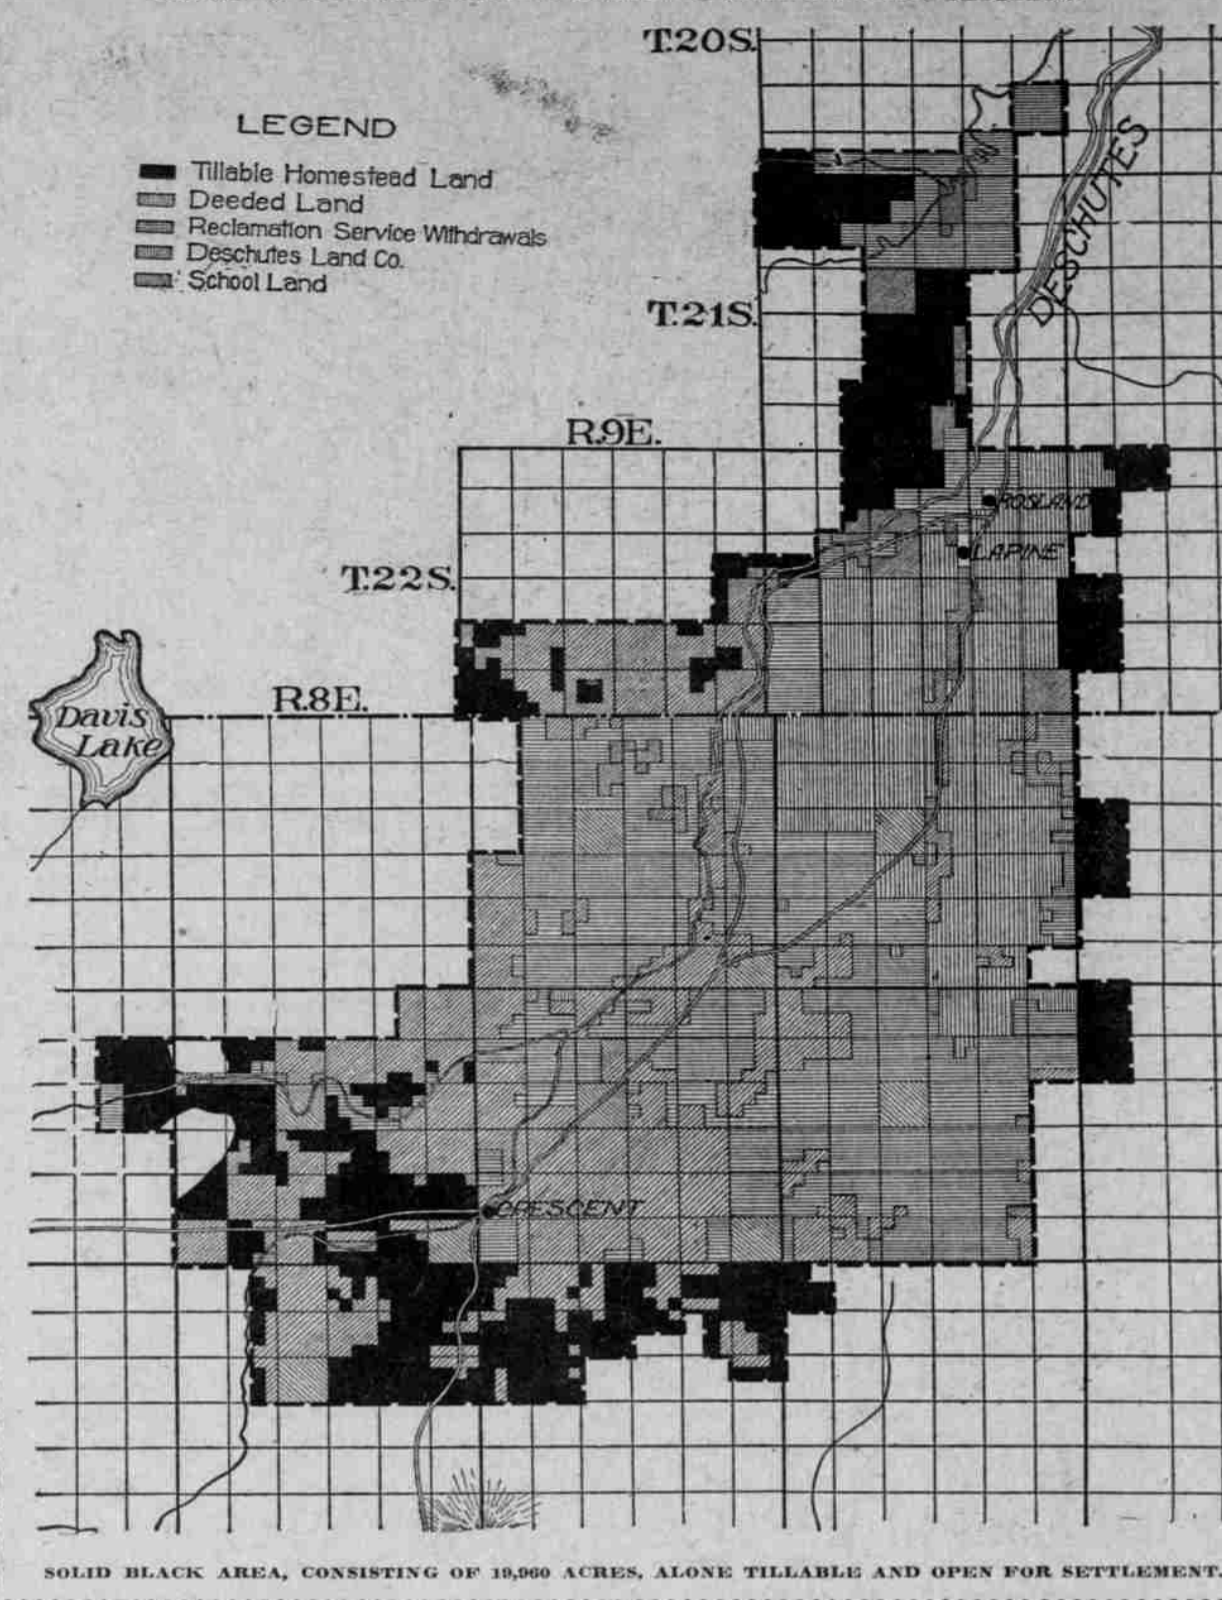 T.20S.
LEGEND
Tillable Homestead Land
Deeded Land
Reclamation Service Withdrawals
Deschutes Land Co.
School Land
DESCHUTES
T.21S.
R.9E.
ROSLAND
LAPINE
T.22S.
R.8E.
Davis
Lake
CRESCENT
SOLID BLACK AREA, CONSISTING OF 19,960 ACRES, ALONE TILLABLE AND OPEN FOR SETTLEMENT.